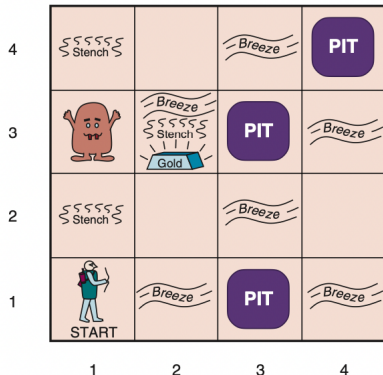 4
Stench
Breeze
PIT
3
Breeze
Stench
Gold
PIT
Breeze
2
Stench
Breeze
1
START
Breeze
PIT
Breeze
1 2 3 4